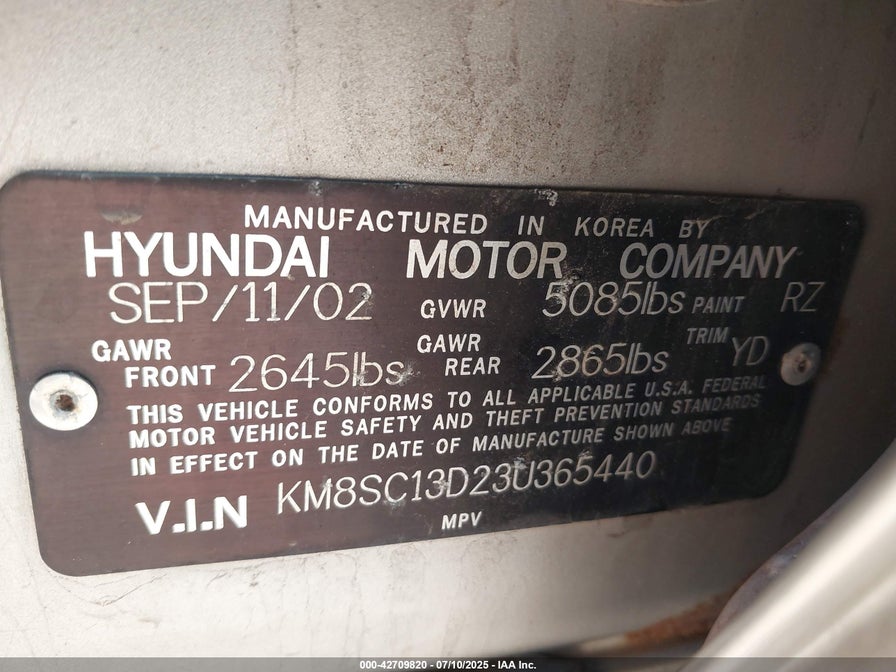 MANUFACTURED IN KOREA BY
HYUNDAI MOTOR COMPANY
SEP/11/02 GVWR 5085lbs PAINT RZ
GAWR FRONT 2645lbs GAWR REAR 2865lbs TRIM YD
THIS VEHICLE CONFORMS TO ALL APPLICABLE U.S.A. FEDERAL
MOTOR VEHICLE SAFETY AND THEFT PREVENTION STANDARDS
IN EFFECT ON THE DATE OF MANUFACTURE SHOWN ABOVE
V.I.N KM8SC13D23U365440
MPV
000-42709820 - 07/10/2025 - IAA Inc.